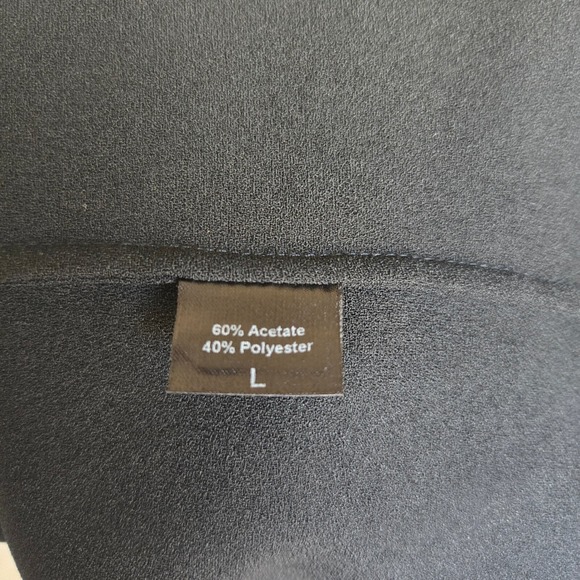 60% Acetate
40% Polyester
L